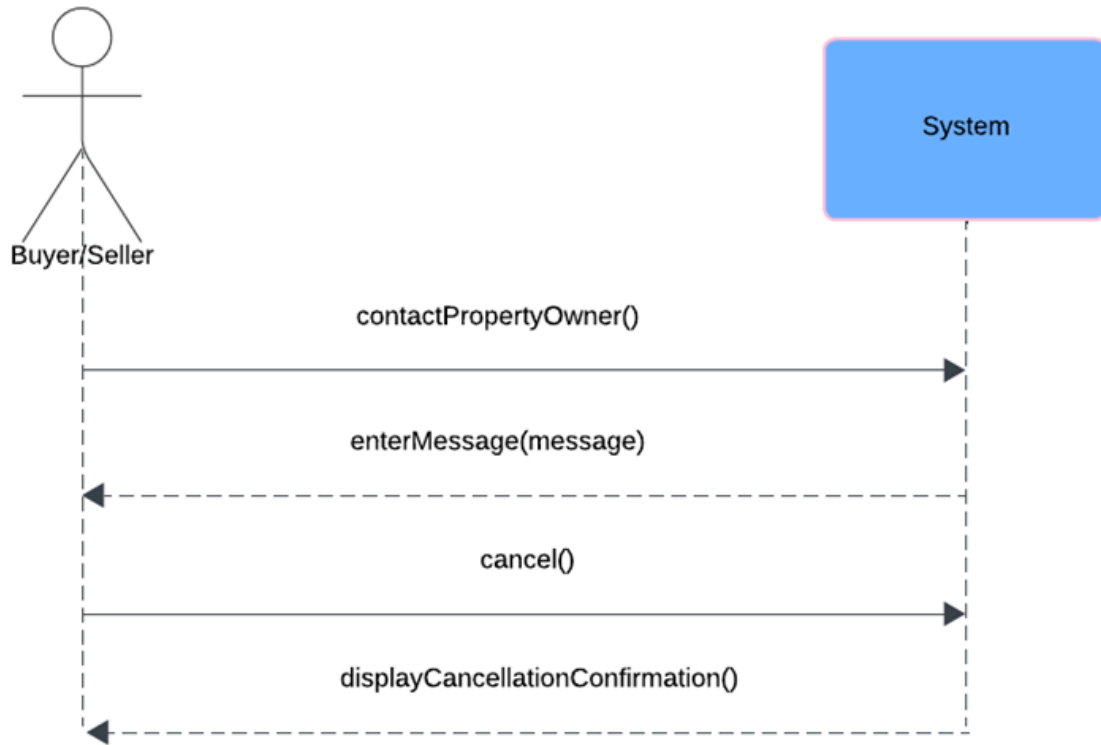 System
Buyer/Seller
contactPropertyOwner()
enterMessage(message)
cancel()
displayCancellationConfirmation()